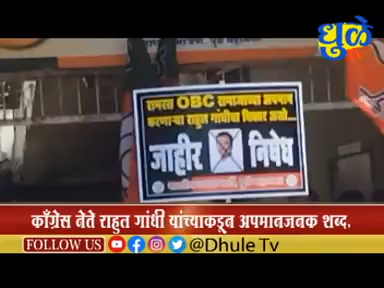 धुळे
समस्त OBC समाजाचा अपमान
करणाऱ्या राहुल गांधींचा धिक्कार असो...
जाहीर निषेध
काँग्रेस नेते राहुल गांधी यांच्याकडून अपमानजनक शब्द.
FOLLOW US
@Dhule Tv